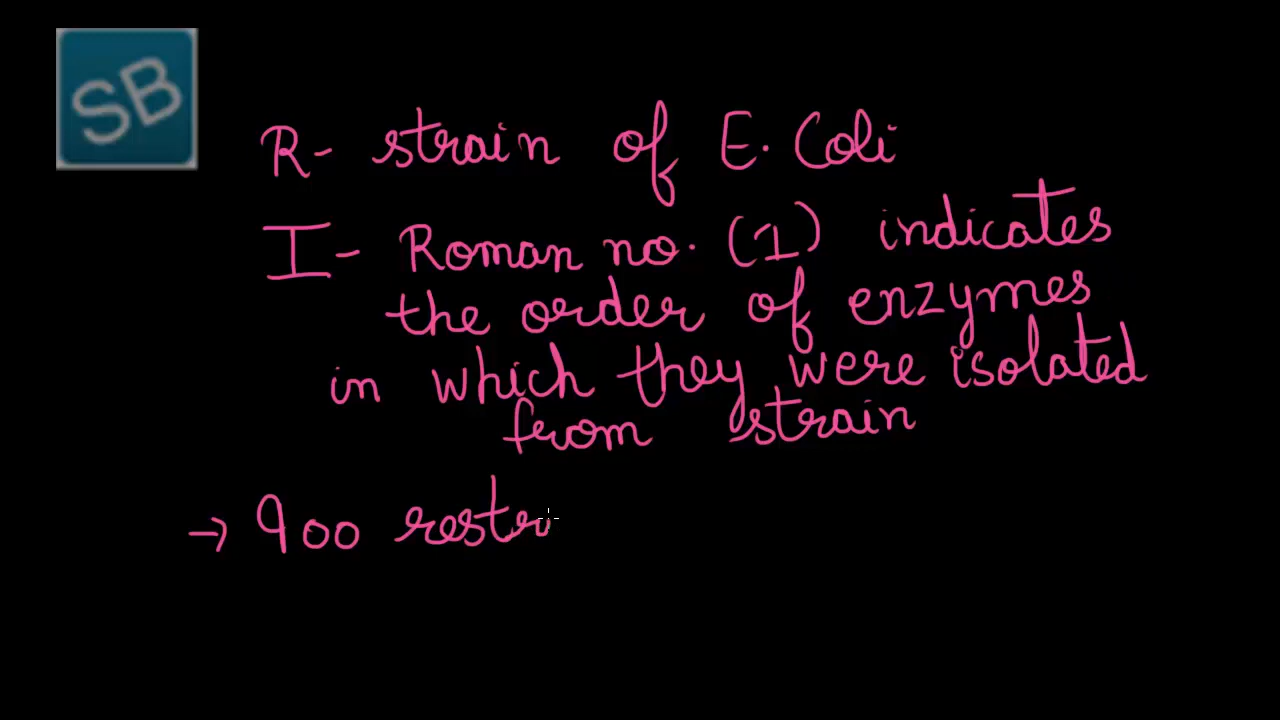 SB
R- strain of E. Coli
I- Roman no. (I) indicates
the order of enzymes
in which they were isolated
from strain
→ 900 restr